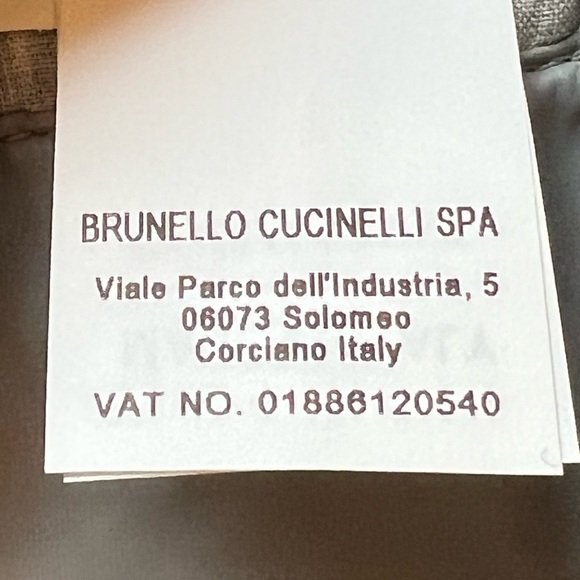 BRUNELLO CUCINELLI SPA
Viale Parco dell'Industria, 5
06073 Solomeo
Corciano Italy
VAT NO. 01886120540